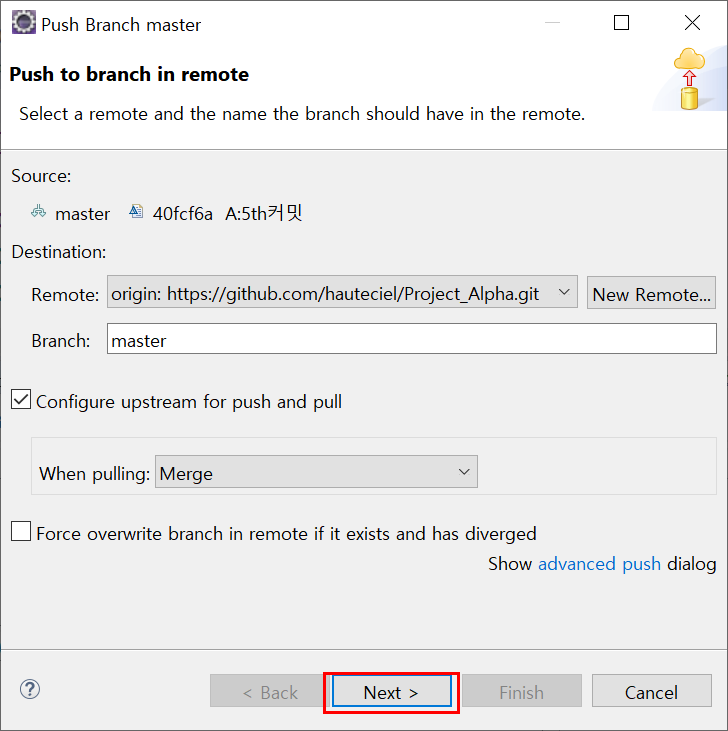 Push Branch master
Push to branch in remote
Select a remote and the name the branch should have in the remote.
Source:
master 40fcf6a A:5th커밋
Destination:
Remote: origin: https://github.com/hauteciel/Project_Alpha.git New Remote...
Branch: master
Configure upstream for push and pull
When pulling: Merge
Force overwrite branch in remote if it exists and has diverged
Show advanced push dialog
? < Back Next > Finish Cancel